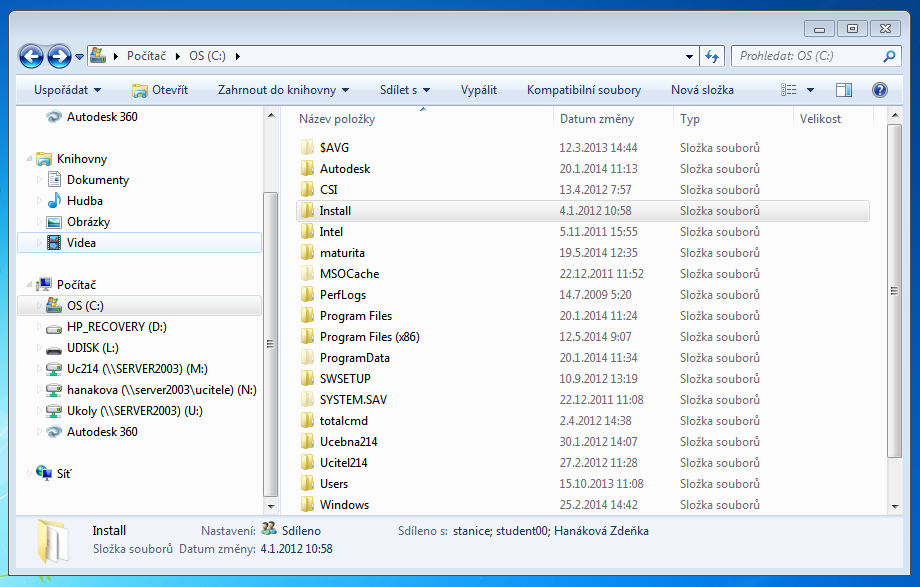 Počítač OS (C:) Prohledat: OS (C:)
Uspořádat Otevřít Zahrnout do knihovny Sdílet s Vypálit Kompatibilní soubory Nová složka
Autodesk 360
Knihovny
Dokumenty
Hudba
Obrázky
Videa
Počítač
OS (C:)
HP_RECOVERY (D:)
UDISK (L:)
Uc214 (\\SERVER2003) (M:)
hanakova (\\server2003\ucitele) (N:)
Ukoly (\\SERVER2003) (U:)
Autodesk 360
Síť
Název položky Datum změny Typ Velikost
$AVG 12.3.2013 14:44 Složka souborů
Autodesk 20.1.2014 11:13 Složka souborů
CSI 13.4.2012 7:57 Složka souborů
Install 4.1.2012 10:58 Složka souborů
Intel 5.11.2011 15:55 Složka souborů
maturita 19.5.2014 12:35 Složka souborů
MSOCache 22.12.2011 11:52 Složka souborů
PerfLogs 14.7.2009 5:20 Složka souborů
Program Files 20.1.2014 11:24 Složka souborů
Program Files (x86) 12.5.2014 9:07 Složka souborů
ProgramData 20.1.2014 11:34 Složka souborů
SWSETUP 10.9.2012 13:19 Složka souborů
SYSTEM.SAV 22.12.2011 11:08 Složka souborů
totalcmd 2.4.2012 14:38 Složka souborů
Ucebna214 30.1.2012 14:07 Složka souborů
Ucitel214 27.2.2012 11:28 Složka souborů
Users 15.10.2013 11:08 Složka souborů
Windows 25.2.2014 14:42 Složka souborů
Install Nastavení: Sdíleno Sdíleno s: stanice; student00; Hanáková Zdeňka
Složka souborů Datum změny: 4.1.2012 10:58